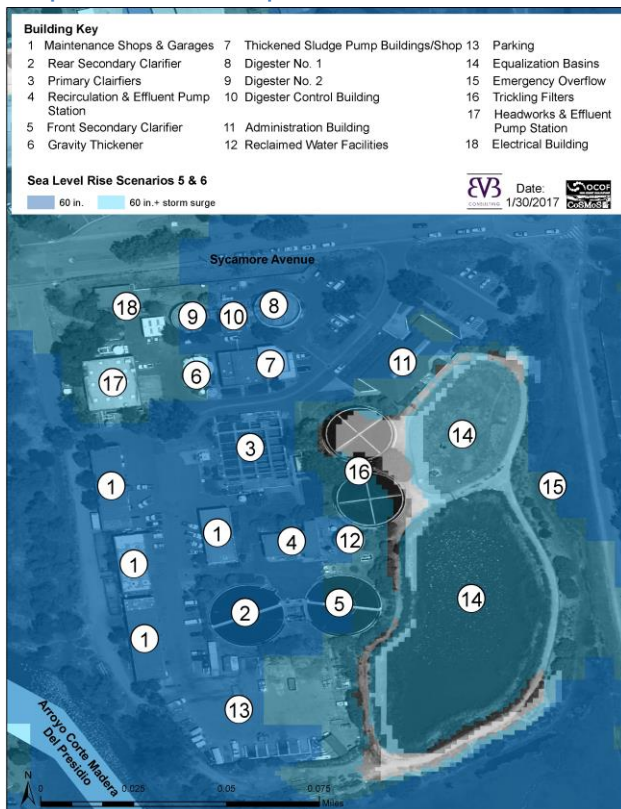 Building Key
1 Maintenance Shops & Garages
2 Rear Secondary Clarifier
3 Primary Clairfiers
4 Recirculation & Effluent Pump
Station
5 Front Secondary Clarifier
6 Gravity Thickener
7 Thickened Sludge Pump Buildings/Shop
8 Digester No. 1
9 Digester No. 2
10 Digester Control Building
11 Administration Building
12 Reclaimed Water Facilities
13 Parking
14 Equalization Basins
15 Emergency Overflow
16 Trickling Filters
17 Headworks & Effluent
Pump Station
18 Electrical Building
Sea Level Rise Scenarios 5 & 6
60 in.
60 in.+ storm surge
BVB
CONSULTING
Date:
1/30/2017
OCOF
CoSMoS
Sycamore Avenue
18
9
10
8
17
6
7
11
3
14
16
15
1
1
4
12
1
14
2
5
1
13
Arroyo Corte Madera
Del Presidio
N
0
0.025
0.05
0.075
Miles